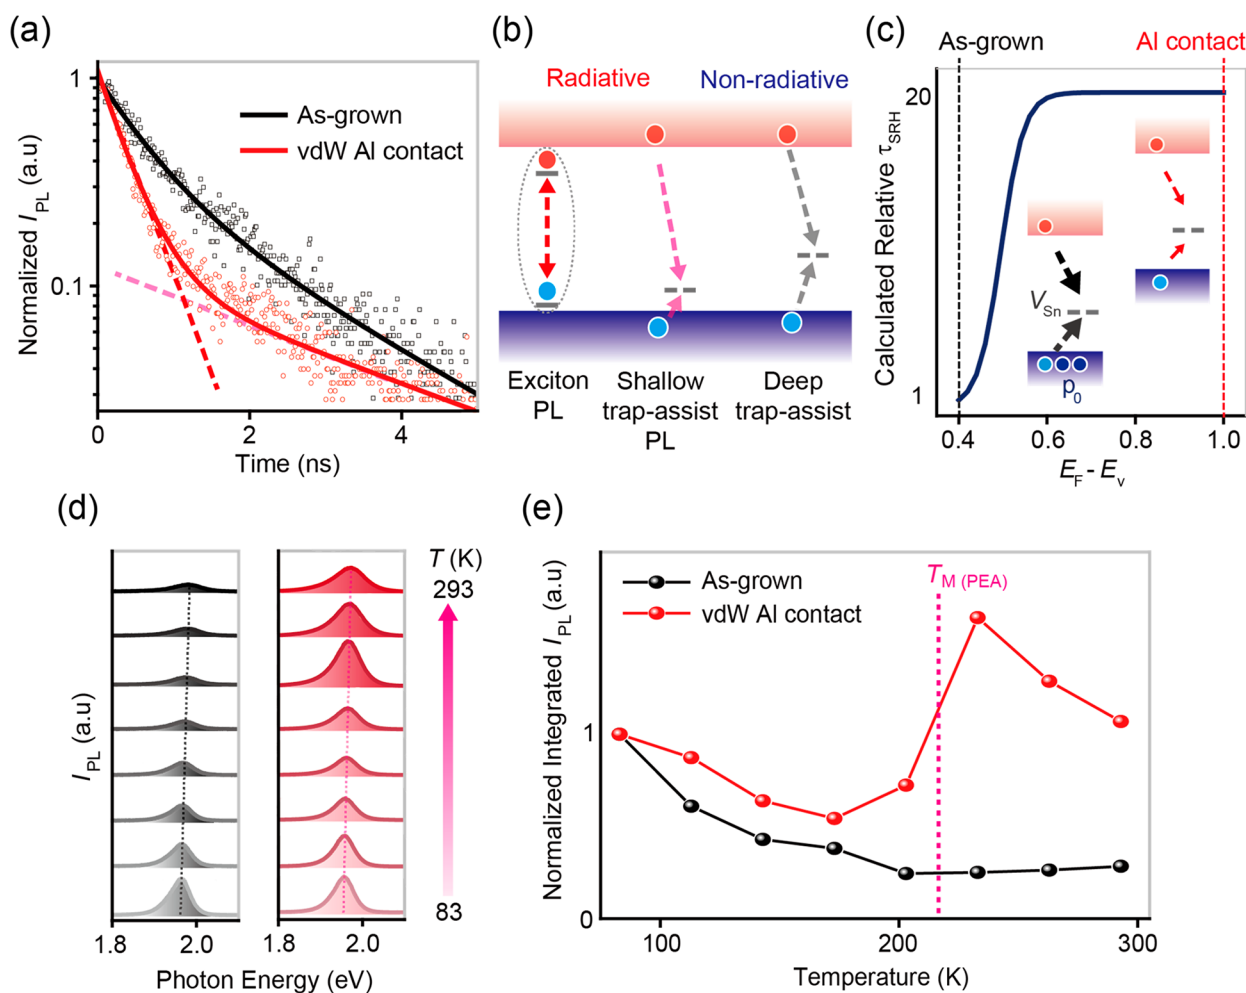 (a)
1
0.1
Normalized I_PL (a.u)
As-grown
vdW Al contact
0
2
4
Time (ns)
(b)
Radiative
Non-radiative
Exciton
PL
Shallow
trap-assist
PL
Deep
trap-assist
(c)
As-grown
Al contact
20
1
Calculated Relative τ_SRH
V_Sn
p_0
0.4
0.6
0.8
1.0
E_F - E_v
(d)
I_PL (a.u)
T (K)
293
83
1.8
2.0
1.8
2.0
Photon Energy (eV)
(e)
As-grown
vdW Al contact
T_M (PEA)
Normalized Integrated I_PL (a.u)
1
0
100
200
300
Temperature (K)